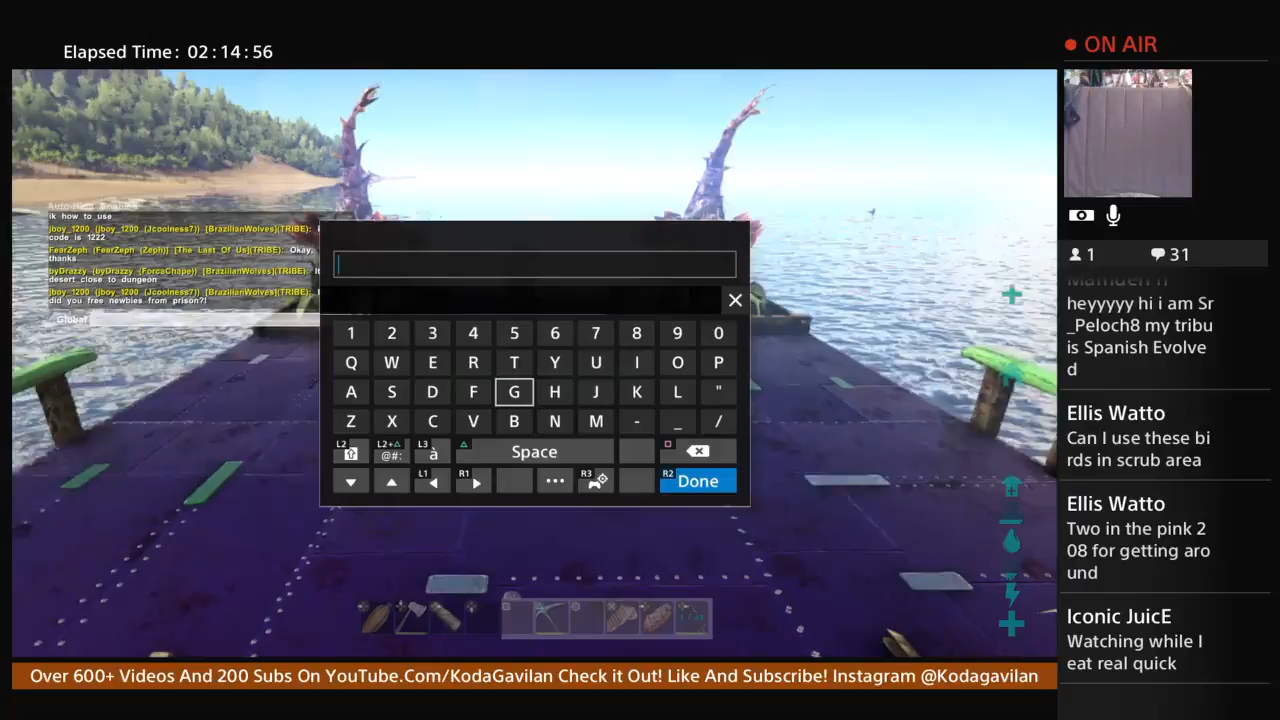 Elapsed Time: 02:14:56
ON AIR
Auto-Hide Enabled
ik how to use
jboy_1200 (jboy_1200 (Jcoolness7)) [BrazilianWolves](TRIBE):
code is 1222
FearZeph (FearZeph (Zeph)) [The Last Of Us](TRIBE): Okay,
thanks
byDrazzy (byDrazzy (ForcaChape)) [BrazilianWolves](TRIBE): It
desert close to dungeon
jboy_1200 (jboy_1200 (Jcoolness7)) [BrazilianWolves](TRIBE):
did you free newbies from prison?!
Global
1 2 3 4 5 6 7 8 9 0
Q W E R T Y U I O P
A S D F G H J K L "
Z X C V B N M - _ /
L2 L2+△ @#: L3 à Space
L1 R1 ... R3 R2 Done
1 31
heyyyyy hi i am Sr
_Peloch8 my tribu
is Spanish Evolve
d
Ellis Watto
Can I use these bi
rds in scrub area
Ellis Watto
Two in the pink 2
08 for getting aro
und
Iconic JuicE
Watching while I
eat real quick
Over 600+ Videos And 200 Subs On YouTube.Com/KodaGavilan Check it Out! Like And Subscribe! Instagram @Kodagavilan